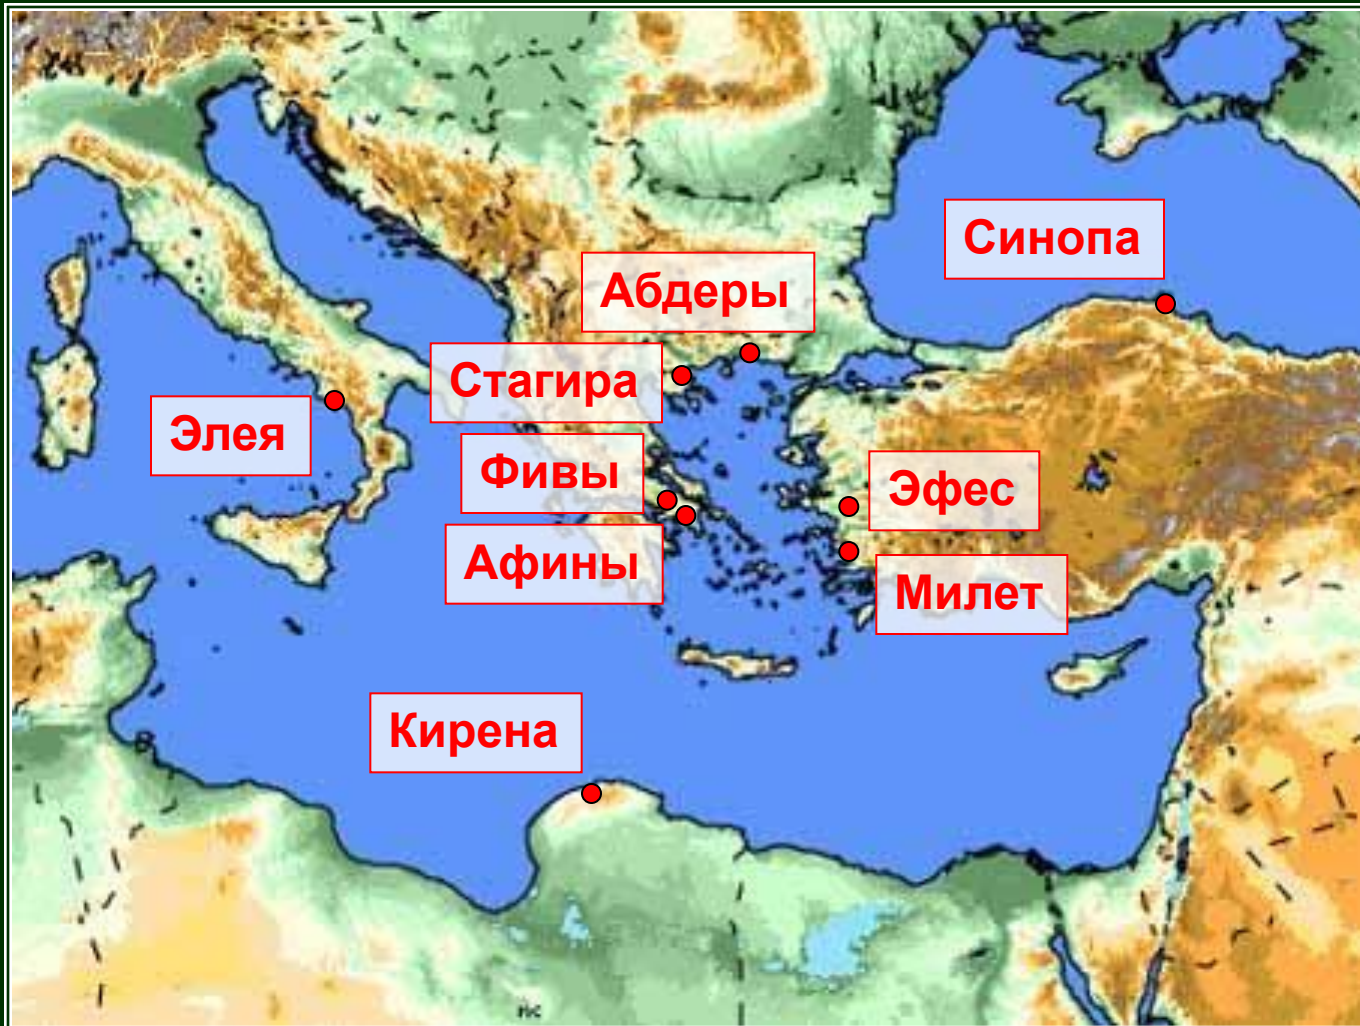 Синопа
Абдеры
Стагира
Элея
Фивы
Эфес
Афины
Милет
Кирена